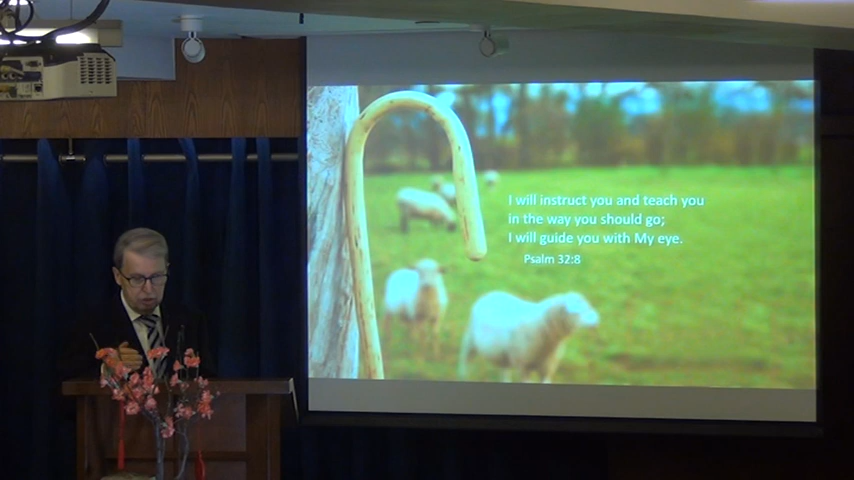 I will instruct you and teach you
in the way you should go;
I will guide you with My eye.
Psalm 32:8